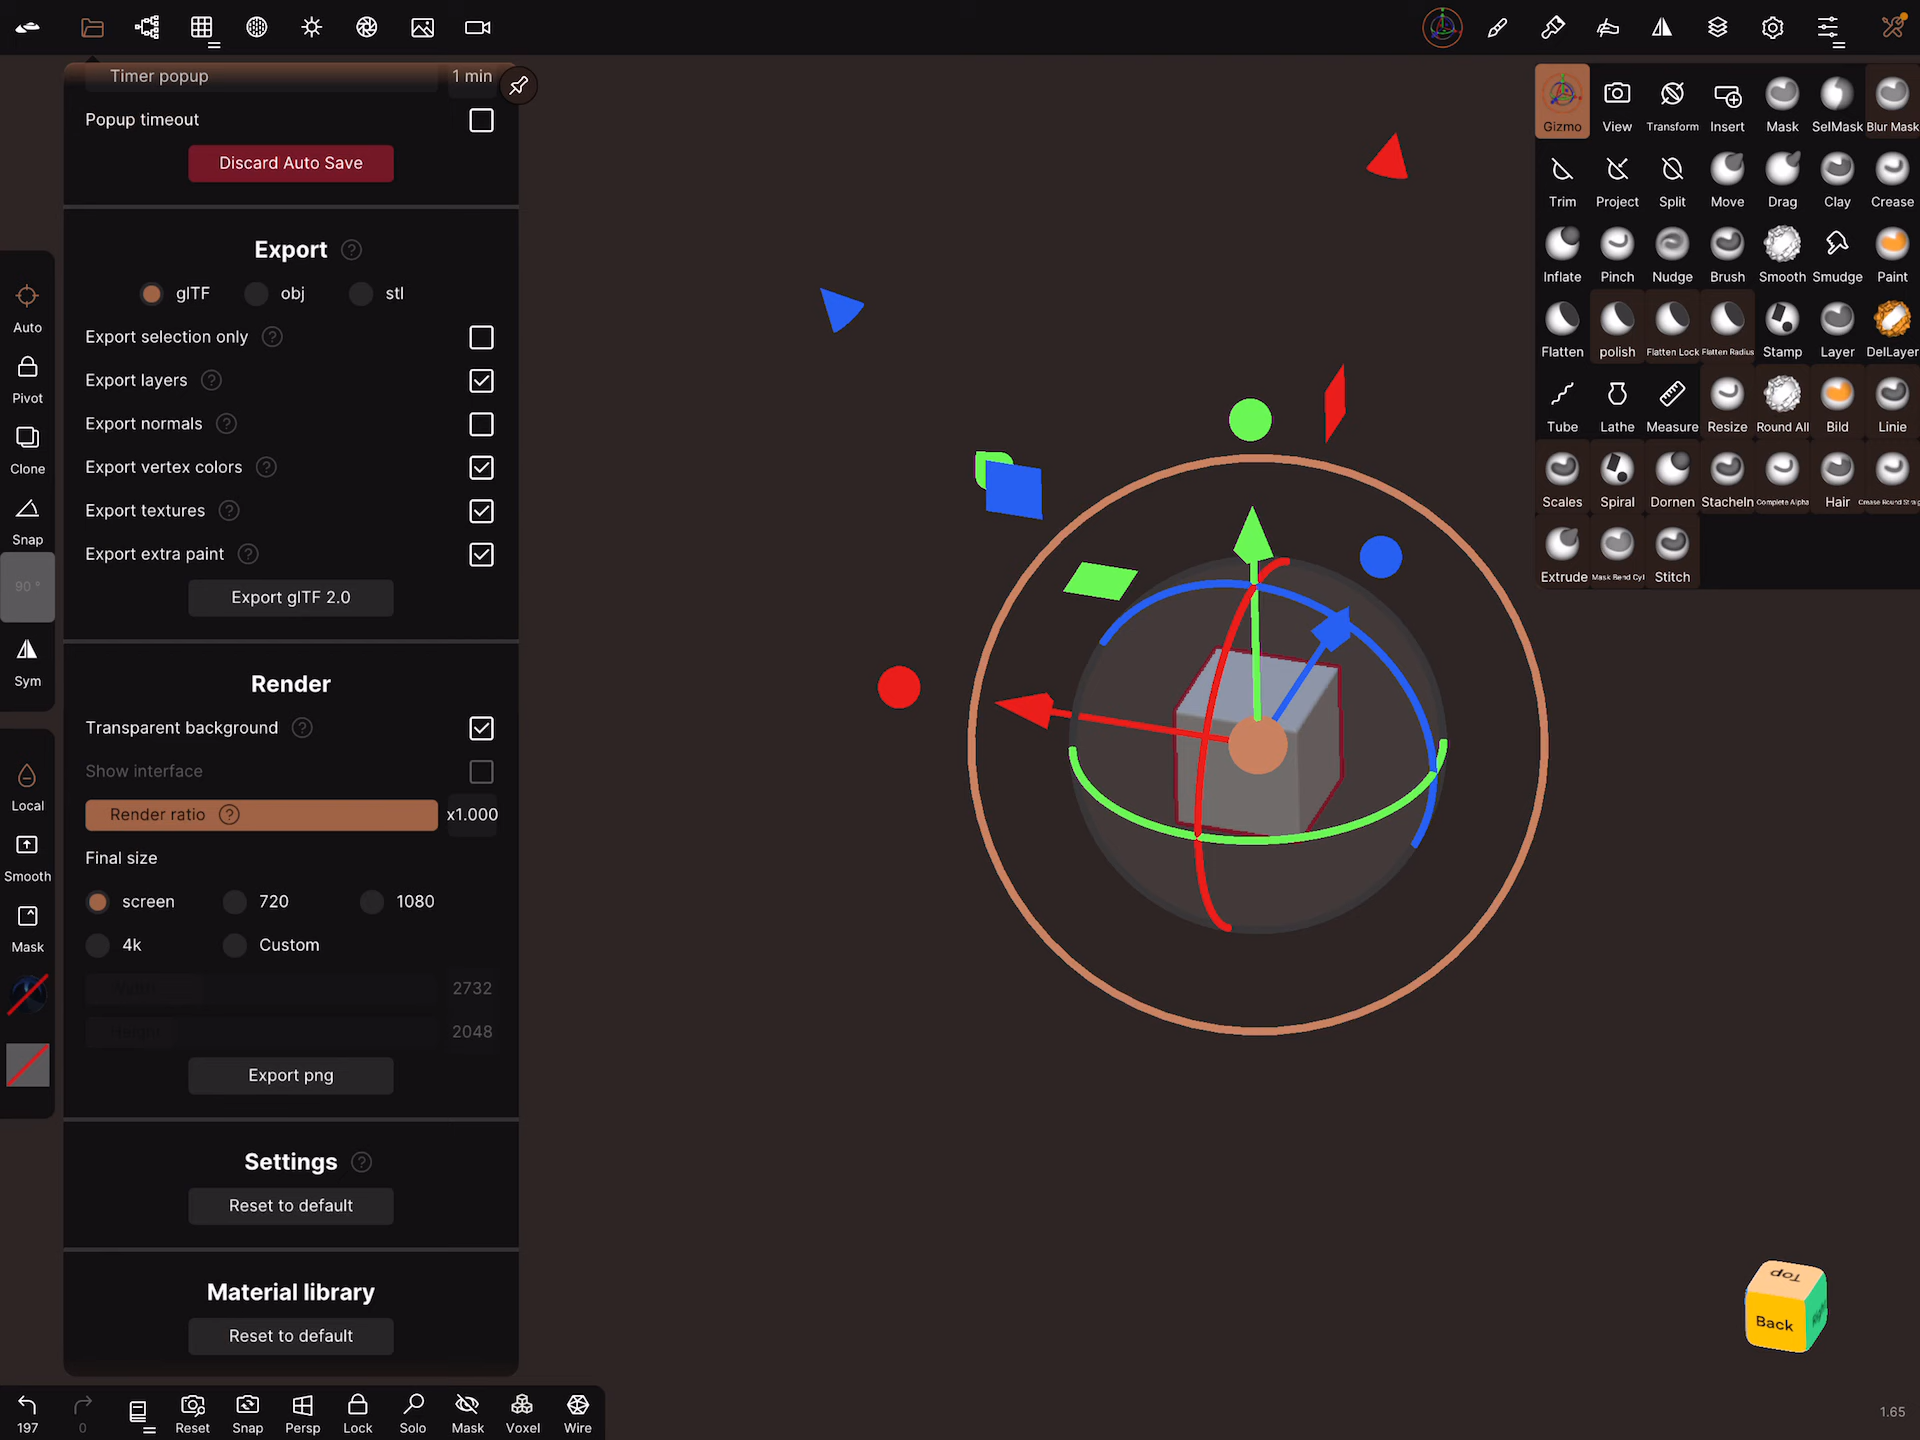 Timer popup 1 min
Popup timeout
Discard Auto Save
Export
glTF obj stl
Export selection only
Export layers
Export normals
Export vertex colors
Export textures
Export extra paint
Export glTF 2.0
Render
Transparent background
Show interface
Render ratio x1.000
Final size
screen 720 1080
4k Custom
2732
2048
Export png
Settings
Reset to default
Material library
Reset to default
Auto
Pivot
Clone
Snap
90 °
Sym
Local
Smooth
Mask
Gizmo View Transform Insert Mask SelMask Blur Mask
Trim Project Split Move Drag Clay Crease
Inflate Pinch Nudge Brush Smooth Smudge Paint
Flatten polish Flatten Lock Flatten Radius Stamp Layer DelLayer
Tube Lathe Measure Resize Round All Bild Linie
Scales Spiral Dornen Stacheln Complete Alpha Hair
Extrude Mask Bend Cyl Stitch
Top
Back
197 0 Reset Snap Persp Lock Solo Mask Voxel Wire
1.65